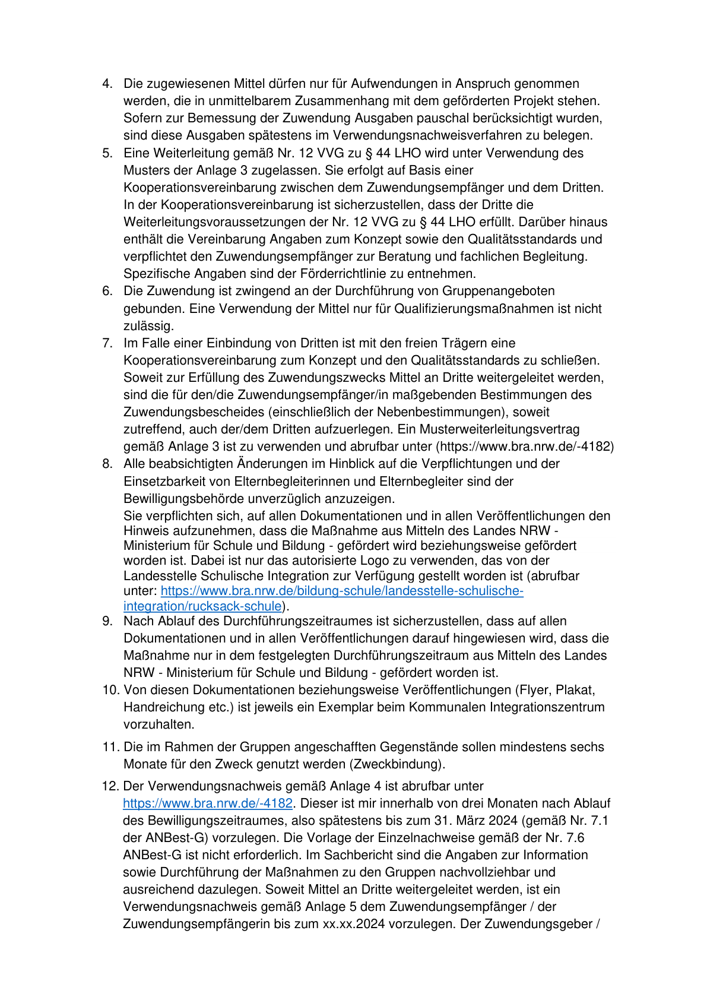 4. Die zugewiesenen Mittel dürfen nur für Aufwendungen in Anspruch genommen
werden, die in unmittelbarem Zusammenhang mit dem geförderten Projekt stehen.
Sofern zur Bemessung der Zuwendung Ausgaben pauschal berücksichtigt wurden,
sind diese Ausgaben spätestens im Verwendungsnachweisverfahren zu belegen.
5. Eine Weiterleitung gemäß Nr. 12 VVG zu § 44 LHO wird unter Verwendung des
Musters der Anlage 3 zugelassen. Sie erfolgt auf Basis einer
Kooperationsvereinbarung zwischen dem Zuwendungsempfänger und dem Dritten.
In der Kooperationsvereinbarung ist sicherzustellen, dass der Dritte die
Weiterleitungsvoraussetzungen der Nr. 12 VVG zu § 44 LHO erfüllt. Darüber hinaus
enthält die Vereinbarung Angaben zum Konzept sowie den Qualitätsstandards und
verpflichtet den Zuwendungsempfänger zur Beratung und fachlichen Begleitung.
Spezifische Angaben sind der Förderrichtlinie zu entnehmen.
6. Die Zuwendung ist zwingend an der Durchführung von Gruppenangeboten
gebunden. Eine Verwendung der Mittel nur für Qualifizierungsmaßnahmen ist nicht
zulässig.
7. Im Falle einer Einbindung von Dritten ist mit den freien Trägern eine
Kooperationsvereinbarung zum Konzept und den Qualitätsstandards zu schließen.
Soweit zur Erfüllung des Zuwendungszwecks Mittel an Dritte weitergeleitet werden,
sind die für den/die Zuwendungsempfänger/in maßgebenden Bestimmungen des
Zuwendungsbescheides (einschließlich der Nebenbestimmungen), soweit
zutreffend, auch der/dem Dritten aufzuerlegen. Ein Musterweiterleitungsvertrag
gemäß Anlage 3 ist zu verwenden und abrufbar unter (https://www.bra.nrw.de/-4182)
8. Alle beabsichtigten Änderungen im Hinblick auf die Verpflichtungen und der
Einsetzbarkeit von Elternbegleiterinnen und Elternbegleiter sind der
Bewilligungsbehörde unverzüglich anzuzeigen.
Sie verpflichten sich, auf allen Dokumentationen und in allen Veröffentlichungen den
Hinweis aufzunehmen, dass die Maßnahme aus Mitteln des Landes NRW -
Ministerium für Schule und Bildung - gefördert wird beziehungsweise gefördert
worden ist. Dabei ist nur das autorisierte Logo zu verwenden, das von der
Landesstelle Schulische Integration zur Verfügung gestellt worden ist (abrufbar
unter: https://www.bra.nrw.de/bildung-schule/landesstelle-schulische-
integration/rucksack-schule).
9. Nach Ablauf des Durchführungszeitraumes ist sicherzustellen, dass auf allen
Dokumentationen und in allen Veröffentlichungen darauf hingewiesen wird, dass die
Maßnahme nur in dem festgelegten Durchführungszeitraum aus Mitteln des Landes
NRW - Ministerium für Schule und Bildung - gefördert worden ist.
10. Von diesen Dokumentationen beziehungsweise Veröffentlichungen (Flyer, Plakat,
Handreichung etc.) ist jeweils ein Exemplar beim Kommunalen Integrationszentrum
vorzuhalten.
11. Die im Rahmen der Gruppen angeschafften Gegenstände sollen mindestens sechs
Monate für den Zweck genutzt werden (Zweckbindung).
12. Der Verwendungsnachweis gemäß Anlage 4 ist abrufbar unter
https://www.bra.nrw.de/-4182. Dieser ist mir innerhalb von drei Monaten nach Ablauf
des Bewilligungszeitraumes, also spätestens bis zum 31. März 2024 (gemäß Nr. 7.1
der ANBest-G) vorzulegen. Die Vorlage der Einzelnachweise gemäß der Nr. 7.6
ANBest-G ist nicht erforderlich. Im Sachbericht sind die Angaben zur Information
sowie Durchführung der Maßnahmen zu den Gruppen nachvollziehbar und
ausreichend dazulegen. Soweit Mittel an Dritte weitergeleitet werden, ist ein
Verwendungsnachweis gemäß Anlage 5 dem Zuwendungsempfänger / der
Zuwendungsempfängerin bis zum xx.xx.2024 vorzulegen. Der Zuwendungsgeber /